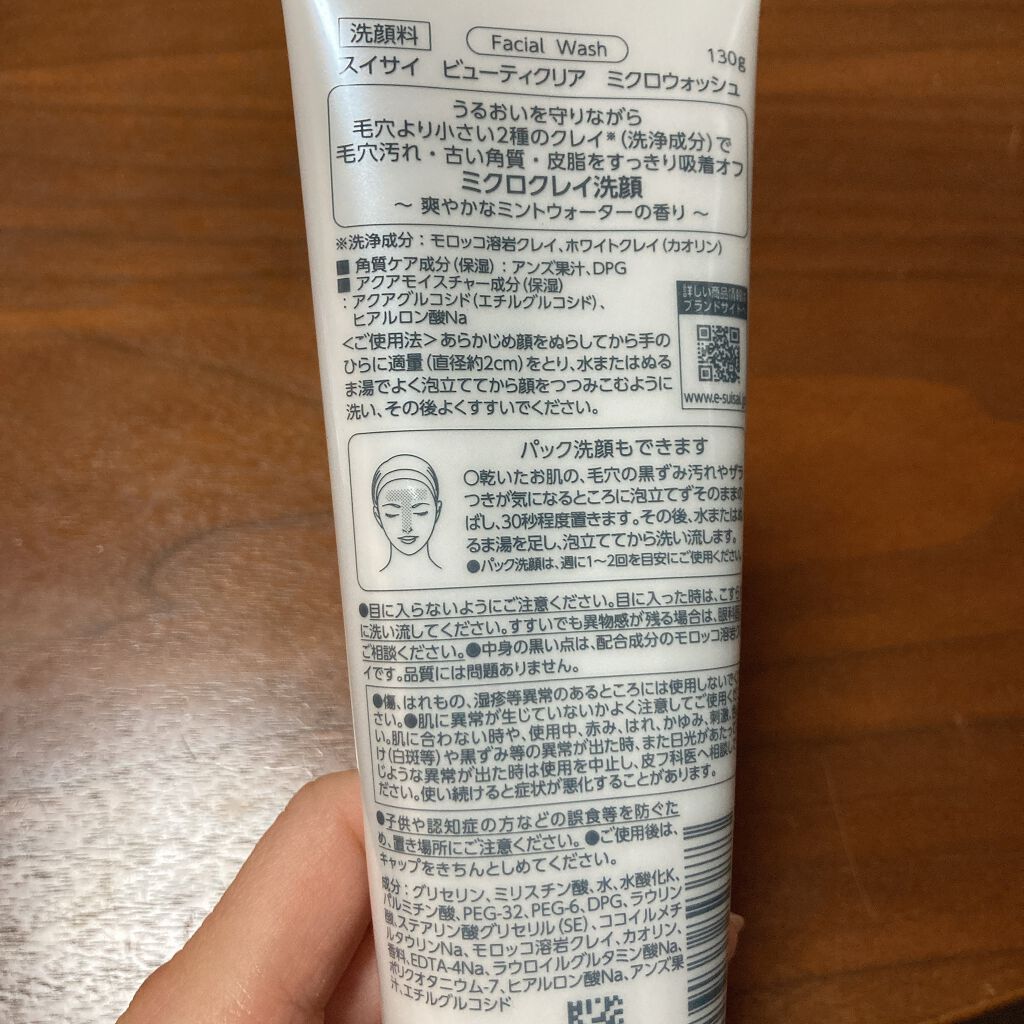 洗顔料
Facial Wash
130g
スイサイ ビューティクリア ミクロウォッシュ
うるおいを守りながら
毛穴より小さい2種のクレイ※(洗浄成分)で
毛穴汚れ・古い角質・皮脂をすっきり吸着オフ
ミクロクレイ洗顔
～ 爽やかなミントウォーターの香り ～
※洗浄成分：モロッコ溶岩クレイ、ホワイトクレイ(カオリン)
■ 角質ケア成分(保湿)：アンズ果汁、DPG
■ アクアモイスチャー成分(保湿)
：アクアグルコシド(エチルグルコシド)、
ヒアルロン酸Na
詳しい商品情報
ブランドサイト
www.e-suisai.
<ご使用法>あらかじめ顔をぬらしてから手の
ひらに適量(直径約2cm)をとり、水またはぬる
ま湯でよく泡立ててから顔をつつみこむように
洗い、その後よくすすいでください。
パック洗顔もできます
○乾いたお肌の、毛穴の黒ずみ汚れやザラ
つきが気になるところに泡立てずそのままの
ばし、30秒程度置きます。その後、水またはぬ
るま湯を足し、泡立ててから洗い流します。
●パック洗顔は、週に1～2回を目安にご使用ください。
●目に入らないようにご注意ください。目に入った時は、こすら
に洗い流してください。すすいでも異物感が残る場合は、眼科医
ご相談ください。●中身の黒い点は、配合成分のモロッコ溶岩ク
イです。品質には問題ありません。
●傷、はれもの、湿疹等異常のあるところには使用しないでく
さい。●肌に異常が生じていないかよく注意してご使用くだ
い。肌に合わない時や、使用中、赤み、はれ、かゆみ、刺激、
け(白斑等)や黒ずみ等の異常が出た時、また日光があたっ
じような異常が出た時は使用を中止し、皮フ科医へ相談し
ださい。使い続けると症状が悪化することがあります。
●子供や認知症の方などの誤食等を防ぐた
め、置き場所にご注意ください。●ご使用後は、
キャップをきちんとしめてください。
成分：グリセリン、ミリスチン酸、水、水酸化K、
パルミチン酸、PEG-32、PEG-6、DPG、ラウリン
酸、ステアリン酸グリセリル(SE)、ココイルメチ
ルタウリンNa、モロッコ溶岩クレイ、カオリン、
香料、EDTA-4Na、ラウロイルグルタミン酸Na、
ポリクオタニウム-7、ヒアルロン酸Na、アンズ果
汁、エチルグルコシド